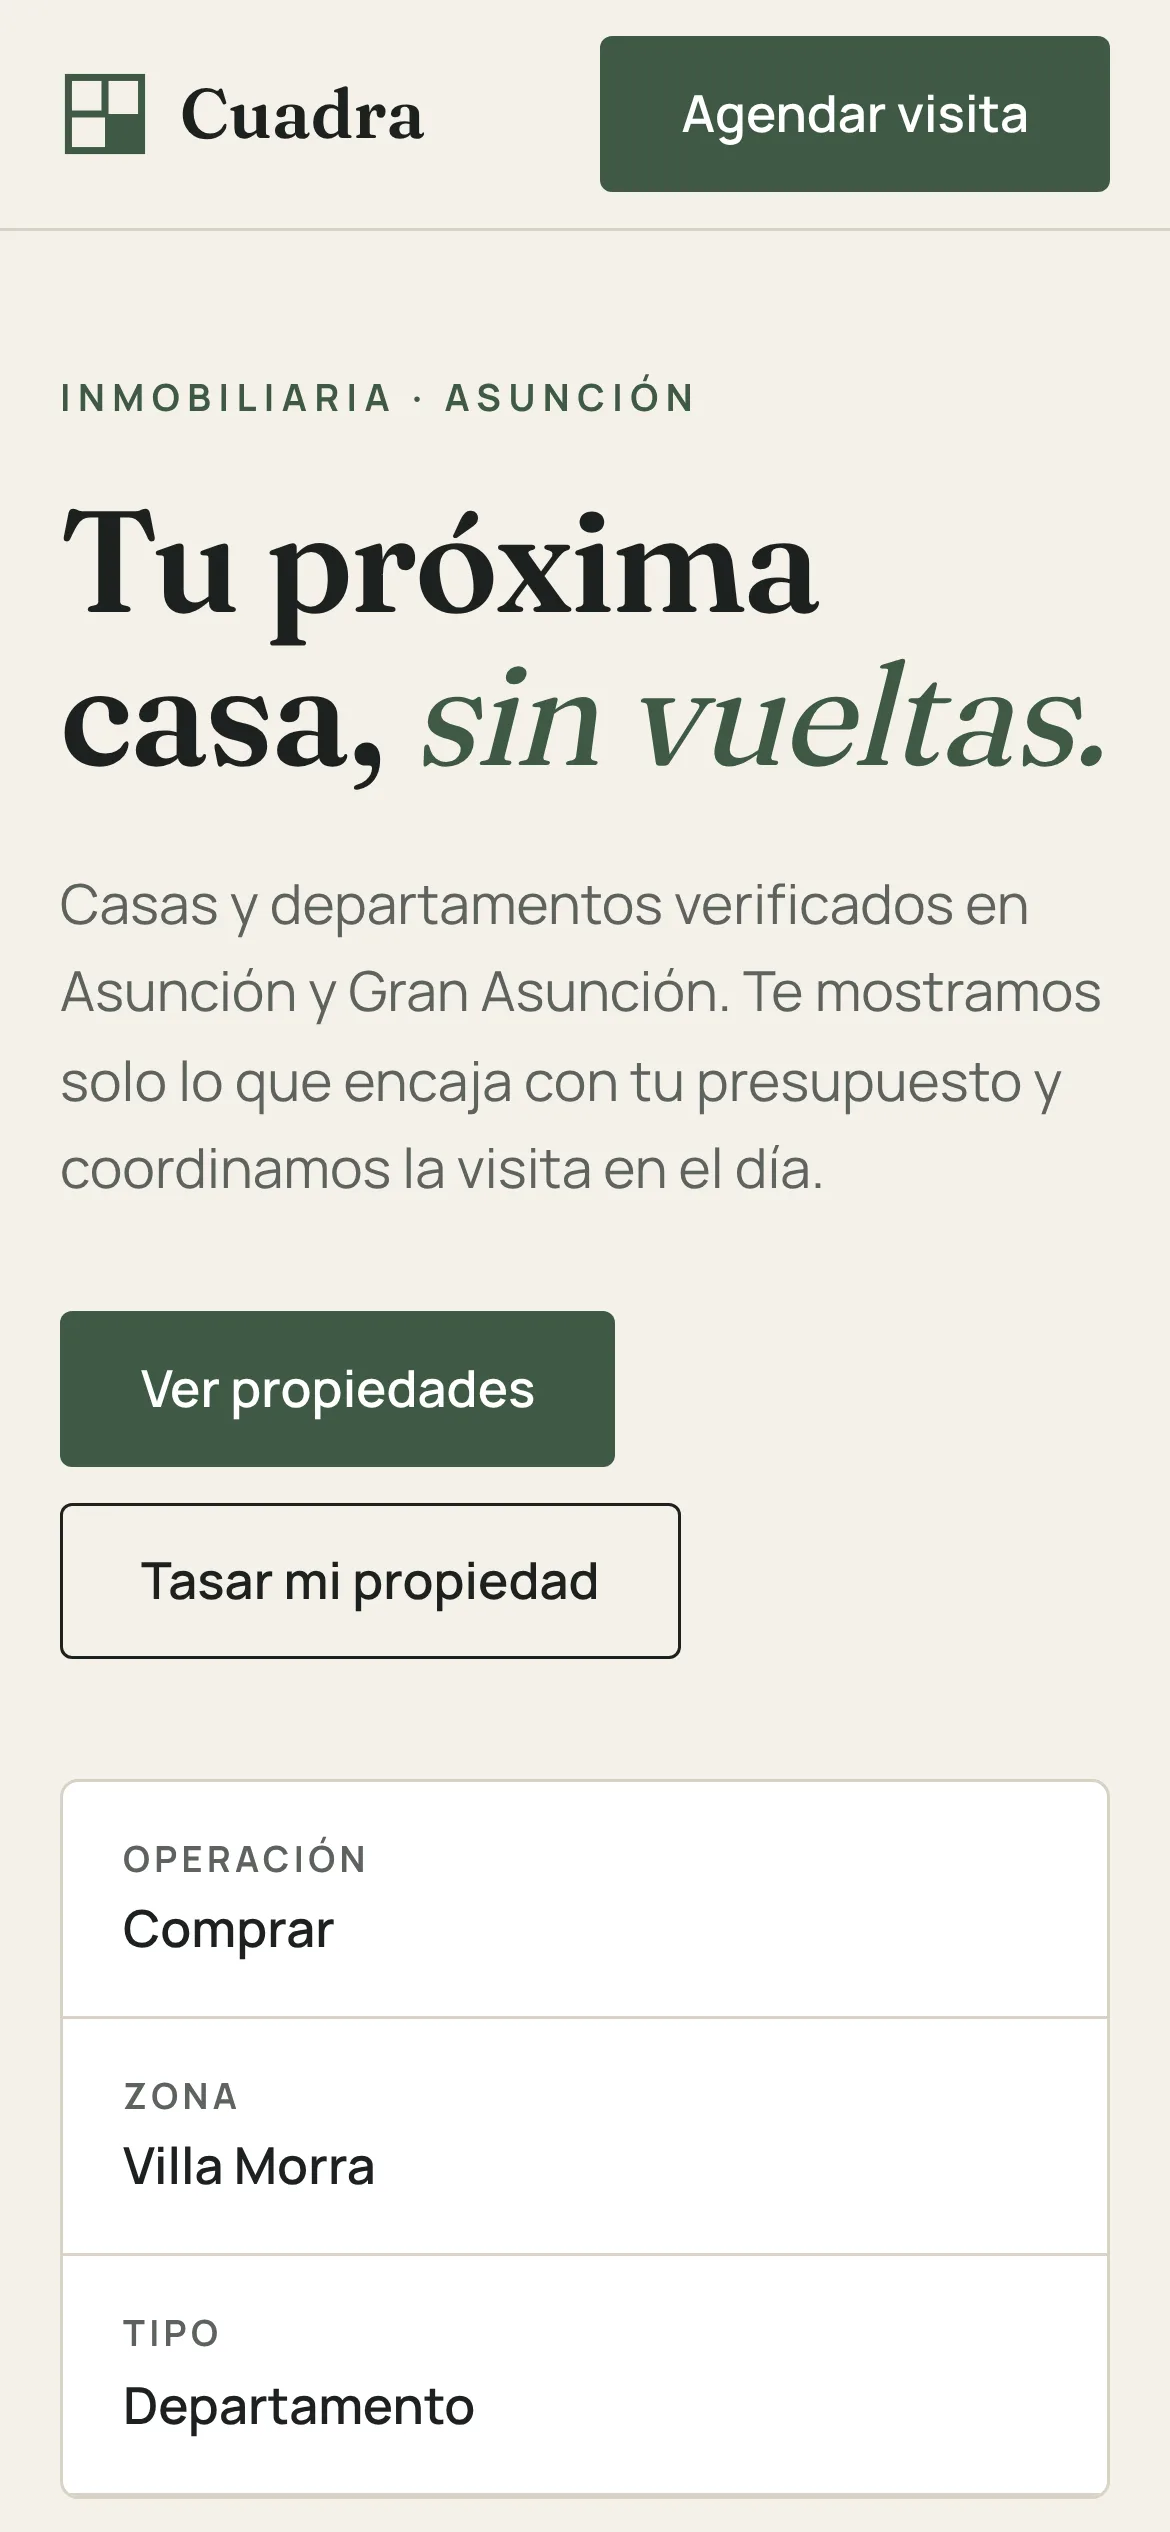 Cuadra
Agendar visita
INMOBILIARIA · ASUNCIÓN
Tu próxima
casa, sin vueltas.
Casas y departamentos verificados en
Asunción y Gran Asunción. Te mostramos
solo lo que encaja con tu presupuesto y
coordinamos la visita en el día.
Ver propiedades
Tasar mi propiedad
OPERACIÓN
Comprar
ZONA
Villa Morra
TIPO
Departamento